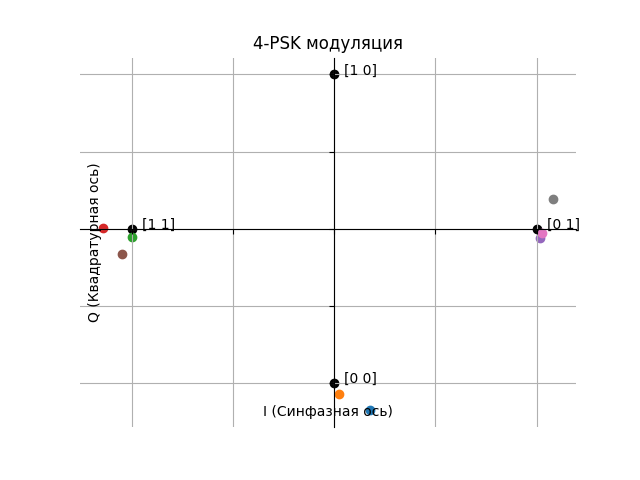 4-PSK модуляция
[1 0]
[1 1]
[0 1]
Q (Квадратурная ось)
[0 0]
I (Синфазная ось)